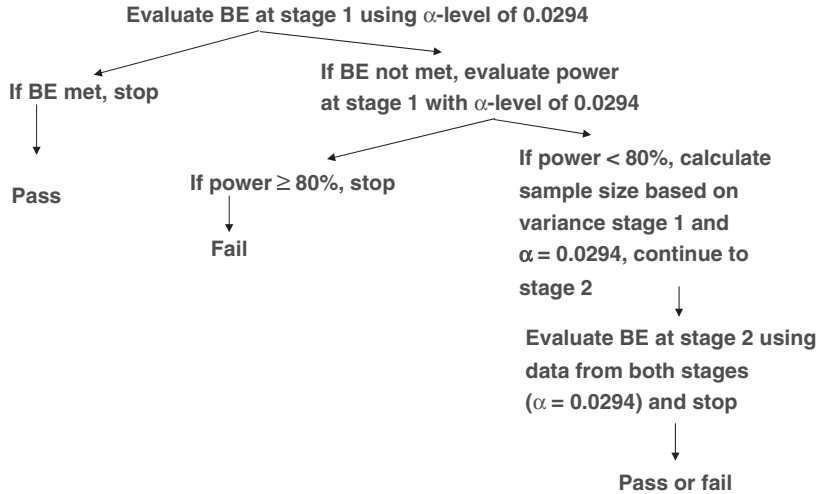 Evaluate BE at stage 1 using α-level of 0.0294
If BE met, stop
If BE not met, evaluate power
at stage 1 with α-level of 0.0294
Pass
If power ≥ 80%, stop
Fail
If power < 80%, calculate
sample size based on
variance stage 1 and
α = 0.0294, continue to
stage 2
Evaluate BE at stage 2 using
data from both stages
(α = 0.0294) and stop
Pass or fail